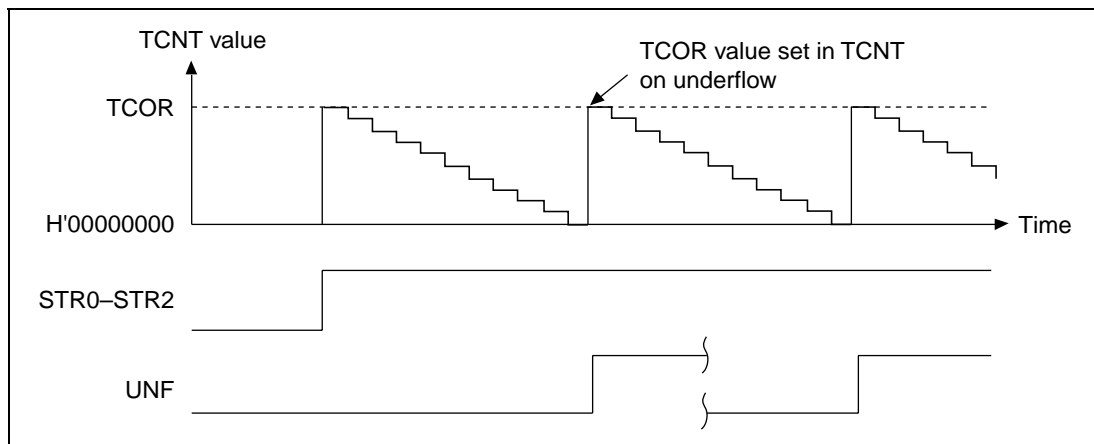 TCNT value
TCOR value set in TCNT
on underflow
TCOR
H'00000000
Time
STR0–STR2
UNF